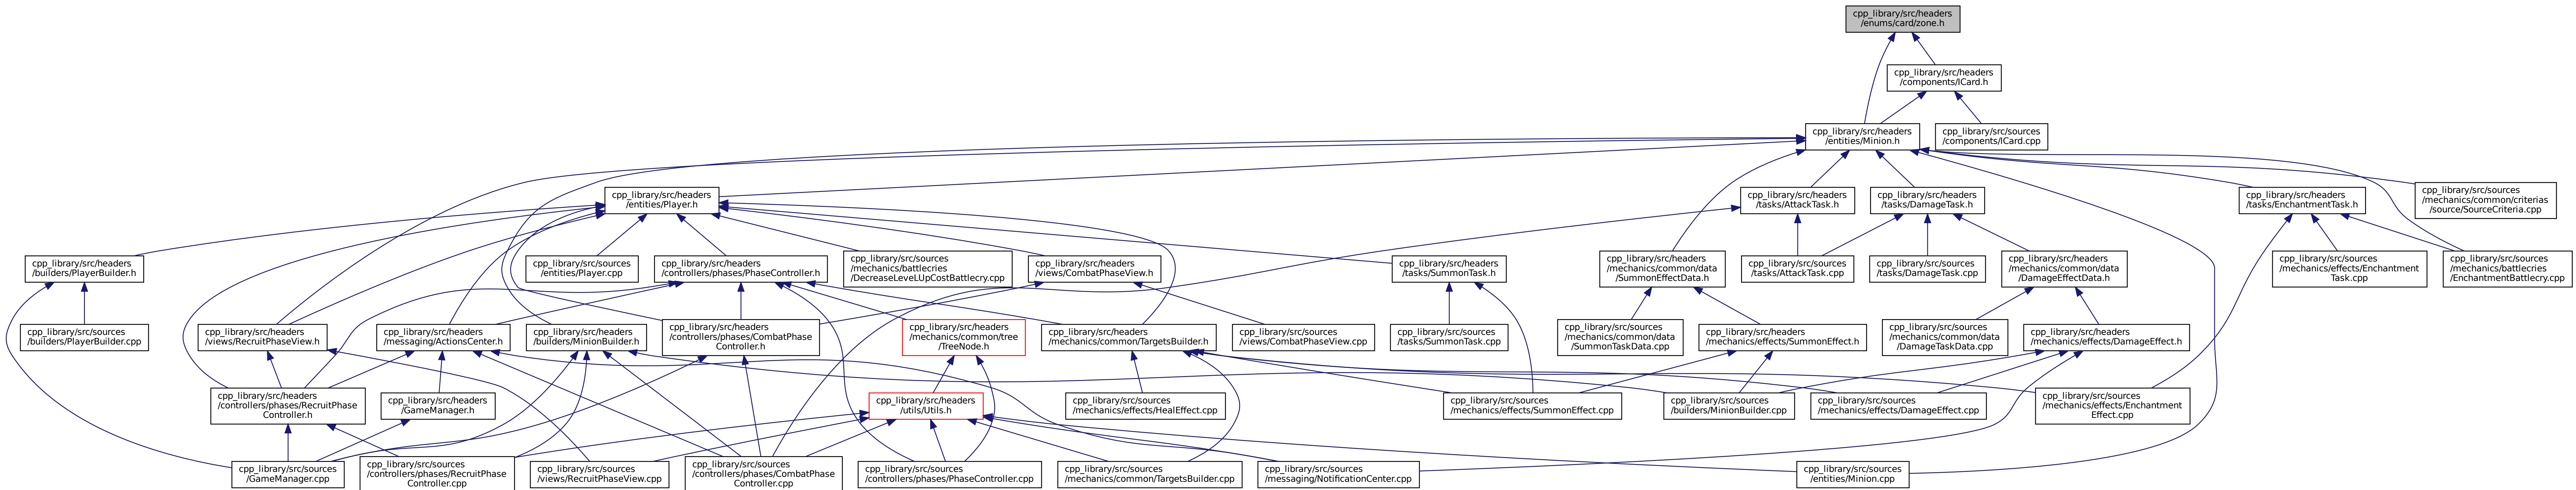 cpp_library/src/headers
/enums/card/zone.h
cpp_library/src/headers
/components/ICard.h
cpp_library/src/headers
/entities/Minion.h
cpp_library/src/sources
/components/ICard.cpp
cpp_library/src/headers
/entities/Player.h
cpp_library/src/headers
/tasks/AttackTask.h
cpp_library/src/headers
/tasks/DamageTask.h
cpp_library/src/headers
/tasks/EnchantmentTask.h
cpp_library/src/sources
/mechanics/common/criterias
/source/SourceCriteria.cpp
cpp_library/src/headers
/builders/PlayerBuilder.h
cpp_library/src/sources
/entities/Player.cpp
cpp_library/src/headers
/controllers/phases/PhaseController.h
cpp_library/src/sources
/mechanics/battlecries
/DecreaseLeveLUpCostBattlecry.cpp
cpp_library/src/headers
/views/CombatPhaseView.h
cpp_library/src/headers
/tasks/SummonTask.h
cpp_library/src/headers
/mechanics/common/data
/SummonEffectData.h
cpp_library/src/sources
/tasks/AttackTask.cpp
cpp_library/src/sources
/tasks/DamageTask.cpp
cpp_library/src/headers
/mechanics/common/data
/DamageEffectData.h
cpp_library/src/sources
/mechanics/effects/Enchantment
Task.cpp
cpp_library/src/sources
/mechanics/battlecries
/EnchantmentBattlecry.cpp
cpp_library/src/sources
/builders/PlayerBuilder.cpp
cpp_library/src/headers
/views/RecruitPhaseView.h
cpp_library/src/headers
/messaging/ActionsCenter.h
cpp_library/src/headers
/builders/MinionBuilder.h
cpp_library/src/headers
/controllers/phases/CombatPhase
Controller.h
cpp_library/src/headers
/mechanics/common/tree
/TreeNode.h
cpp_library/src/headers
/mechanics/common/TargetsBuilder.h
cpp_library/src/sources
/views/CombatPhaseView.cpp
cpp_library/src/sources
/tasks/SummonTask.cpp
cpp_library/src/sources
/mechanics/common/data
/SummonTaskData.cpp
cpp_library/src/headers
/mechanics/effects/SummonEffect.h
cpp_library/src/sources
/mechanics/common/data
/DamageTaskData.cpp
cpp_library/src/headers
/mechanics/effects/DamageEffect.h
cpp_library/src/headers
/controllers/phases/RecruitPhase
Controller.h
cpp_library/src/headers
/GameManager.h
cpp_library/src/headers
/utils/Utils.h
cpp_library/src/sources
/mechanics/effects/HealEffect.cpp
cpp_library/src/sources
/mechanics/effects/SummonEffect.cpp
cpp_library/src/sources
/builders/MinionBuilder.cpp
cpp_library/src/sources
/mechanics/effects/DamageEffect.cpp
cpp_library/src/sources
/mechanics/effects/Enchantment
Effect.cpp
cpp_library/src/sources
/GameManager.cpp
cpp_library/src/sources
/controllers/phases/RecruitPhase
Controller.cpp
cpp_library/src/sources
/views/RecruitPhaseView.cpp
cpp_library/src/sources
/controllers/phases/CombatPhase
Controller.cpp
cpp_library/src/sources
/controllers/phases/PhaseController.cpp
cpp_library/src/sources
/mechanics/common/TargetsBuilder.cpp
cpp_library/src/sources
/messaging/NotificationCenter.cpp
cpp_library/src/sources
/entities/Minion.cpp